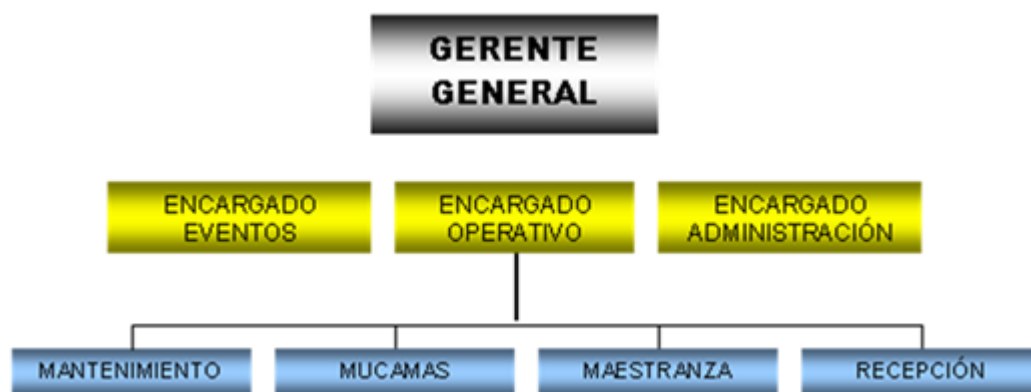 GERENTE
GENERAL
ENCARGADO
EVENTOS
ENCARGADO
OPERATIVO
ENCARGADO
ADMINISTRACIÓN
MANTENIMIENTO
MUCAMAS
MAESTRANZA
RECEPCIÓN